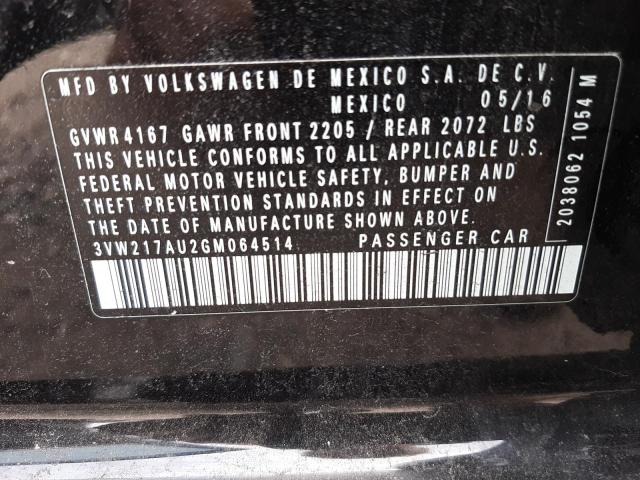 MFD BY VOLKSWAGEN DE MEXICO S.A. DE C.V.
MEXICO 05/16
GVWR 4167 GAWR FRONT 2205 / REAR 2072 LBS
THIS VEHICLE CONFORMS TO ALL APPLICABLE U.S.
FEDERAL MOTOR VEHICLE SAFETY, BUMPER AND
THEFT PREVENTION STANDARDS IN EFFECT ON
THE DATE OF MANUFACTURE SHOWN ABOVE.
3VW217AU2GM064514 PASSENGER CAR
2038062 1054 M